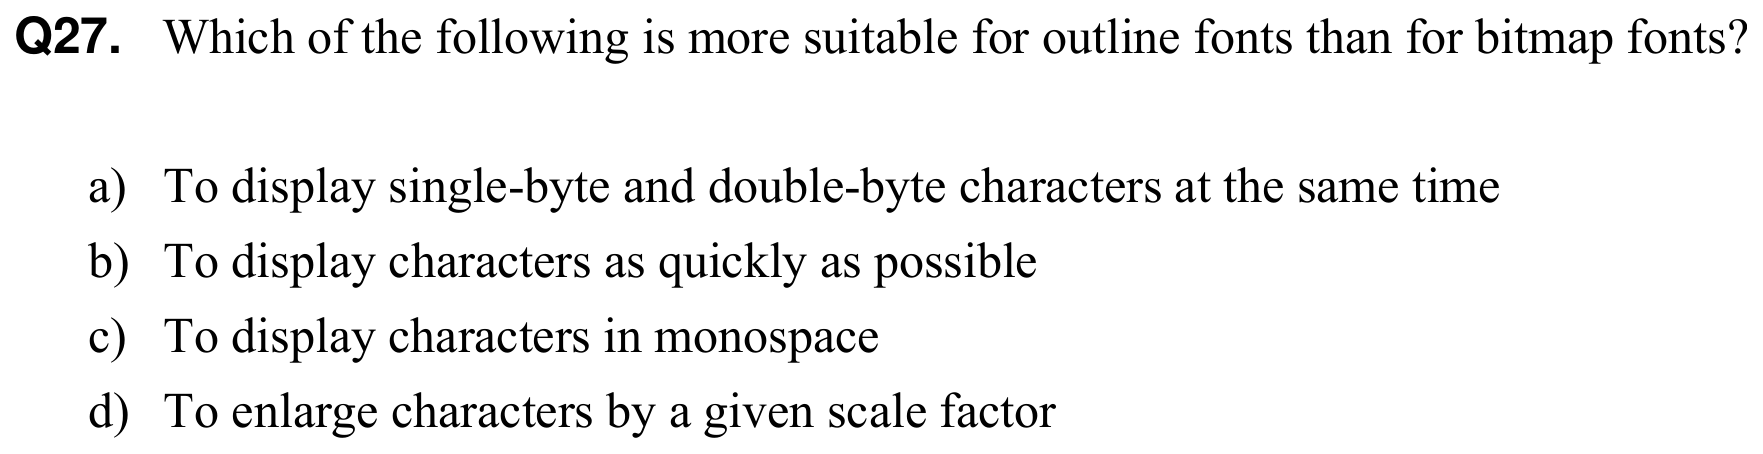 Q27. Which of the following is more suitable for outline fonts than for bitmap fonts?
a) To display single-byte and double-byte characters at the same time
b) To display characters as quickly as possible
c) To display characters in monospace
d) To enlarge characters by a given scale factor